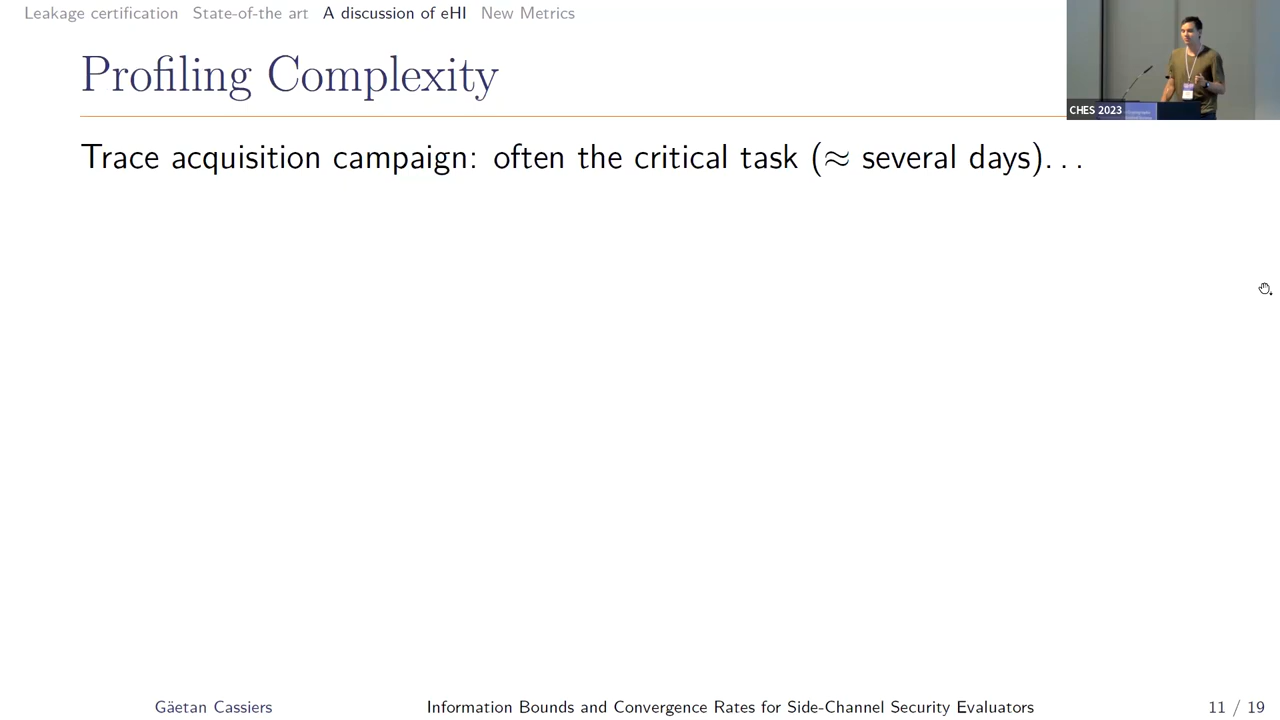 Leakage certification State-of-the art A discussion of eHI New Metrics
Profiling Complexity
CHES 2023
Trace acquisition campaign: often the critical task (≈ several days)...
Gäetan Cassiers Information Bounds and Convergence Rates for Side-Channel Security Evaluators 11 / 19